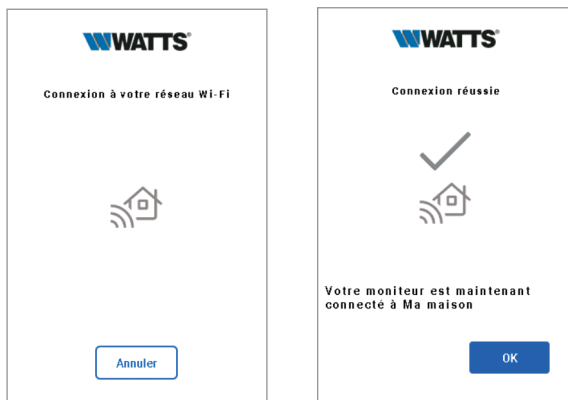 WATTS®
Connexion à votre réseau Wi-Fi
Annuler
WATTS®
Connexion réussie
Votre moniteur est maintenant
connecté à Ma maison
OK